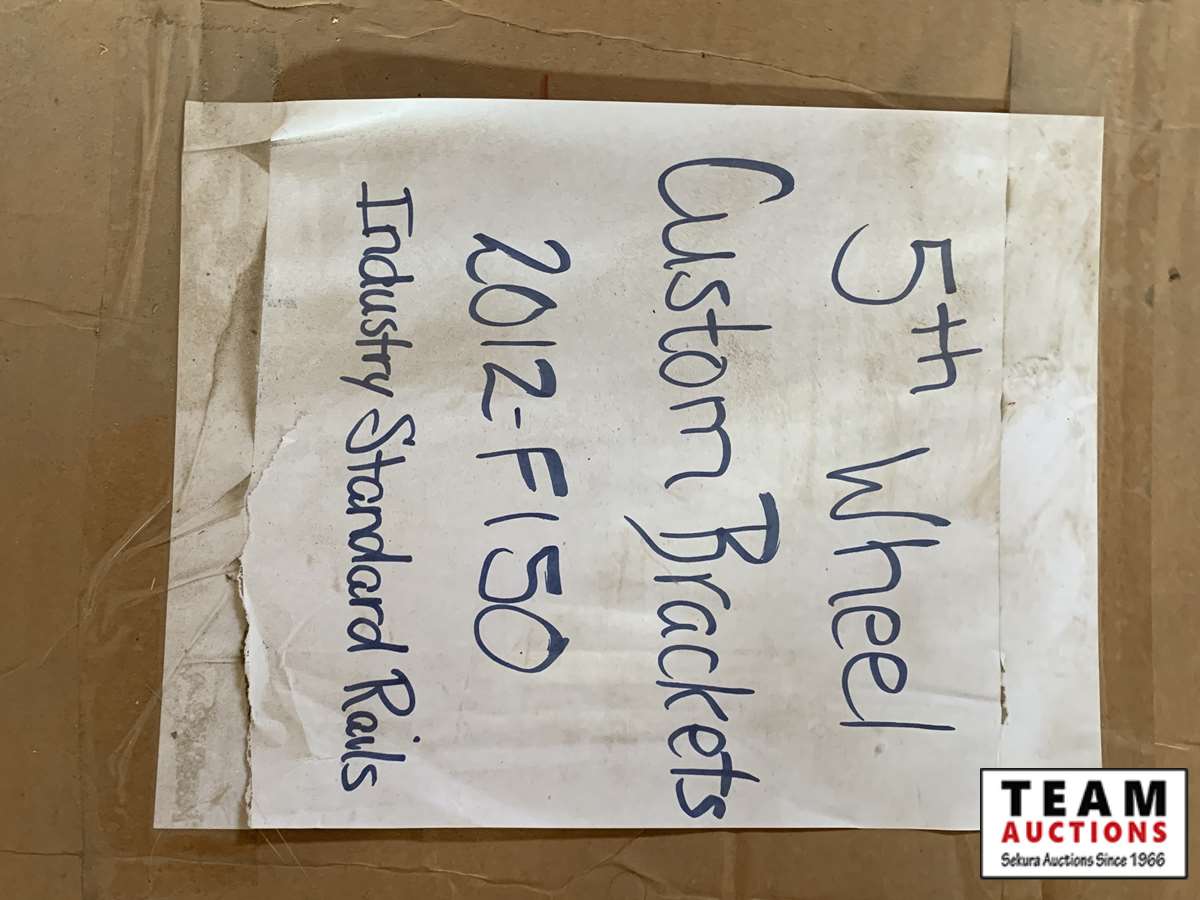 5th Wheel
Custom Brackets
2012-F150
Industry Standard Rails
TEAM
AUCTIONS
Sekura Auctions Since 1966